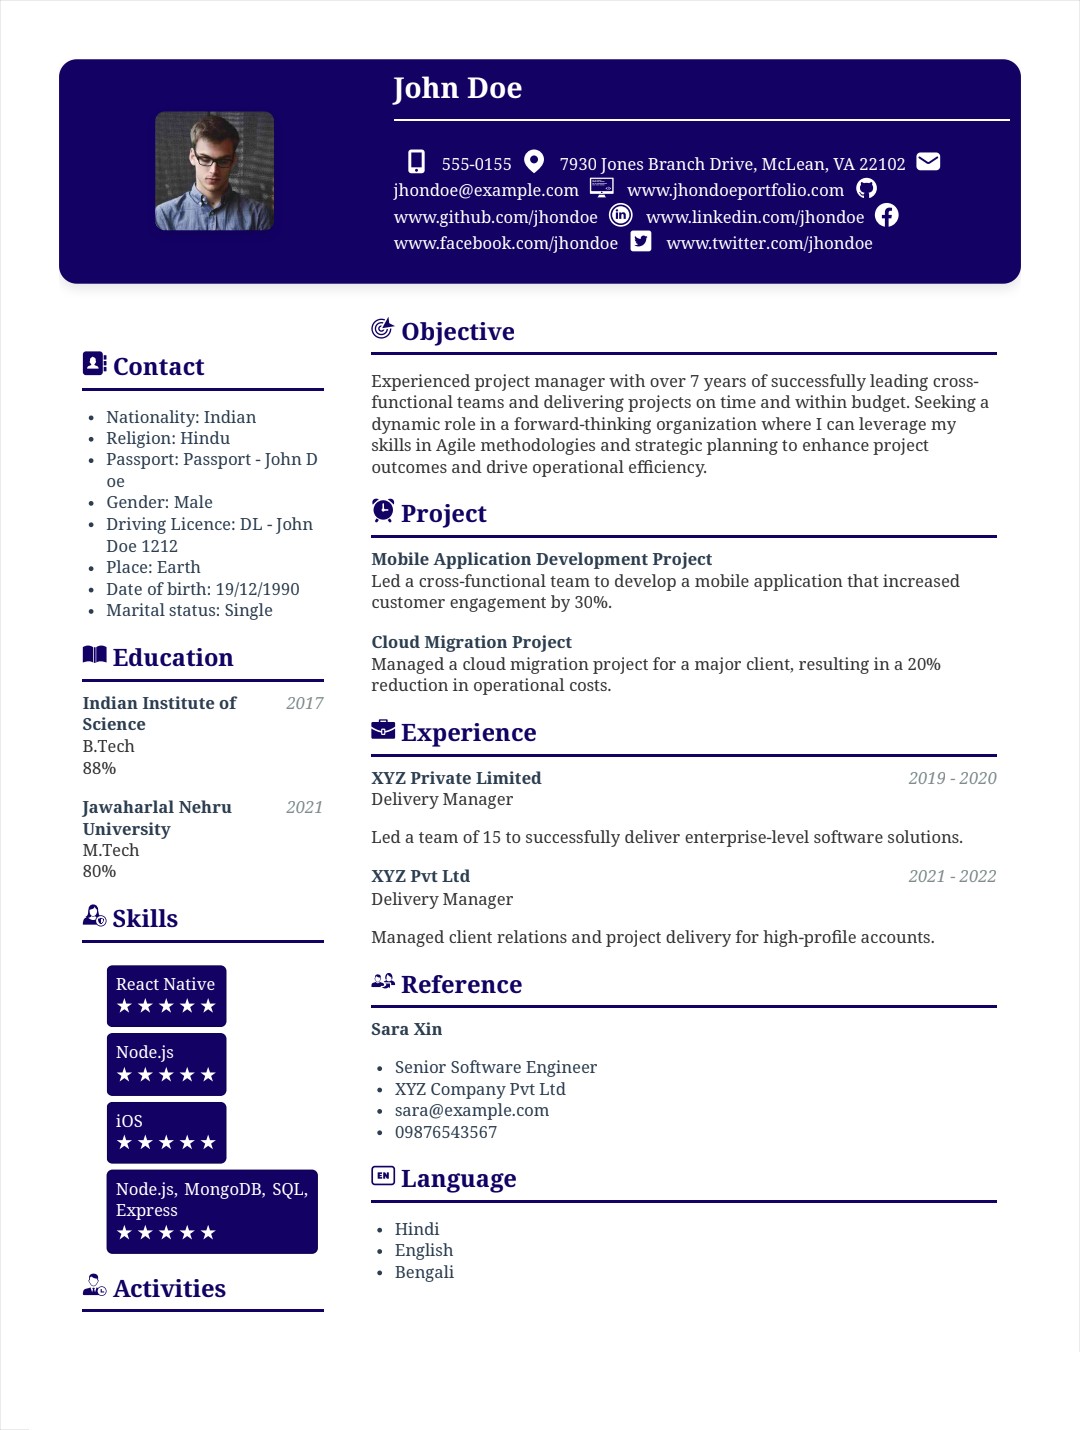 John Doe
555-0155 7930 Jones Branch Drive, McLean, VA 22102
jhondoe@example.com www.jhondoeportfolio.com
www.github.com/jhondoe www.linkedin.com/jhondoe
www.facebook.com/jhondoe www.twitter.com/jhondoe
Contact
• Nationality: Indian
• Religion: Hindu
• Passport: Passport - John D
oe
• Gender: Male
• Driving Licence: DL - John
Doe 1212
• Place: Earth
• Date of birth: 19/12/1990
• Marital status: Single
Education
Indian Institute of 2017
Science
B.Tech
88%
Jawaharlal Nehru 2021
University
M.Tech
80%
Skills
React Native
★ ★ ★ ★ ★
Node.js
★ ★ ★ ★ ★
iOS
★ ★ ★ ★ ★
Node.js, MongoDB, SQL,
Express
★ ★ ★ ★ ★
Activities
Objective
Experienced project manager with over 7 years of successfully leading cross-
functional teams and delivering projects on time and within budget. Seeking a
dynamic role in a forward-thinking organization where I can leverage my
skills in Agile methodologies and strategic planning to enhance project
outcomes and drive operational efficiency.
Project
Mobile Application Development Project
Led a cross-functional team to develop a mobile application that increased
customer engagement by 30%.
Cloud Migration Project
Managed a cloud migration project for a major client, resulting in a 20%
reduction in operational costs.
Experience
XYZ Private Limited 2019 - 2020
Delivery Manager
Led a team of 15 to successfully deliver enterprise-level software solutions.
XYZ Pvt Ltd 2021 - 2022
Delivery Manager
Managed client relations and project delivery for high-profile accounts.
Reference
Sara Xin
• Senior Software Engineer
• XYZ Company Pvt Ltd
• sara@example.com
• 09876543567
EN Language
• Hindi
• English
• Bengali